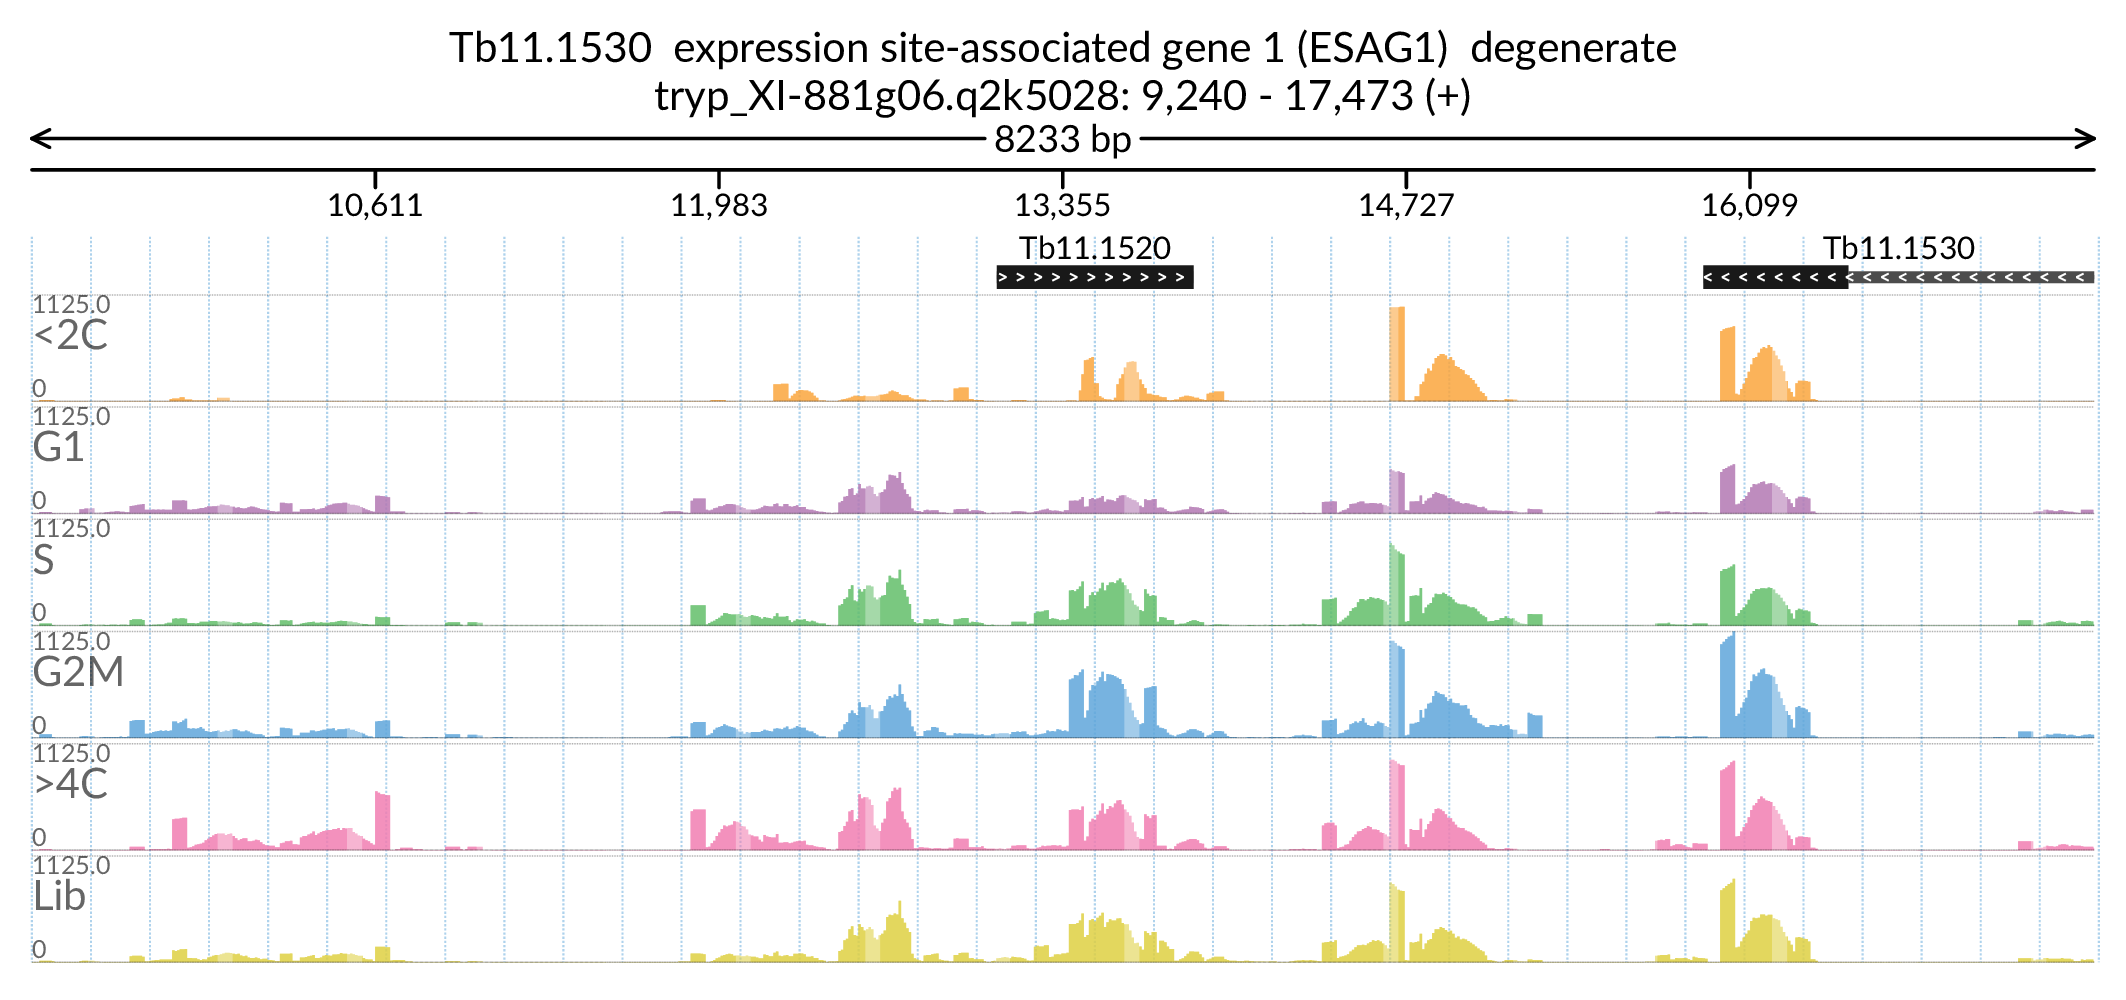 Tb11.1530 expression site-associated gene 1 (ESAG1) degenerate
tryp_XI-881g06.q2k5028: 9,240 - 17,473 (+)
8233 bp
10,611 11,983 13,355 14,727 16,099
Tb11.1520 Tb11.1530
1125.0
<2C
0
1125.0
G1
0
1125.0
S
0
1125.0
G2M
0
1125.0
>4C
0
1125.0
Lib
0